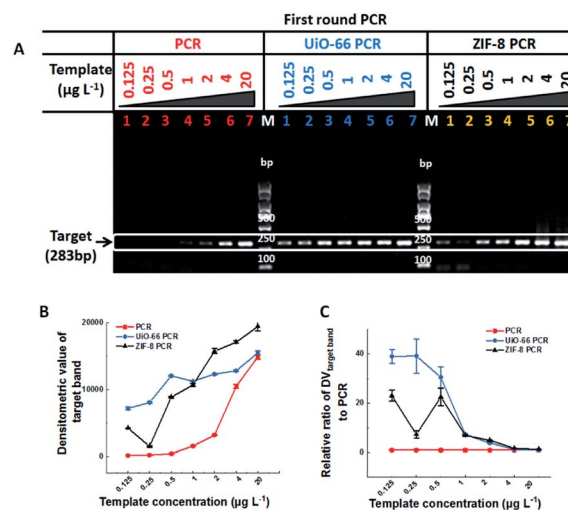 First round PCR
A
PCR UiO-66 PCR ZIF-8 PCR
Template (μg L⁻¹) 0.125 0.25 0.5 1 2 4 20 0.125 0.25 0.5 1 2 4 20 0.125 0.25 0.5 1 2 4 20
1 2 3 4 5 6 7 M 1 2 3 4 5 6 7 M 1 2 3 4 5 6 7
bp bp
500 500
Target (283bp) 250 250
100 100
B
PCR
UiO-66 PCR
ZIF-8 PCR
Densitometric value of target band
20000
10000
0
0.125 0.25 0.5 1 2 4 20
Template concentration (μg L⁻¹)
C
PCR
UiO-66 PCR
ZIF-8 PCR
Relative ratio of DV target band to PCR
60
40
20
0
0.125 0.25 0.5 1 2 4 20
Template concentration (μg L⁻¹)